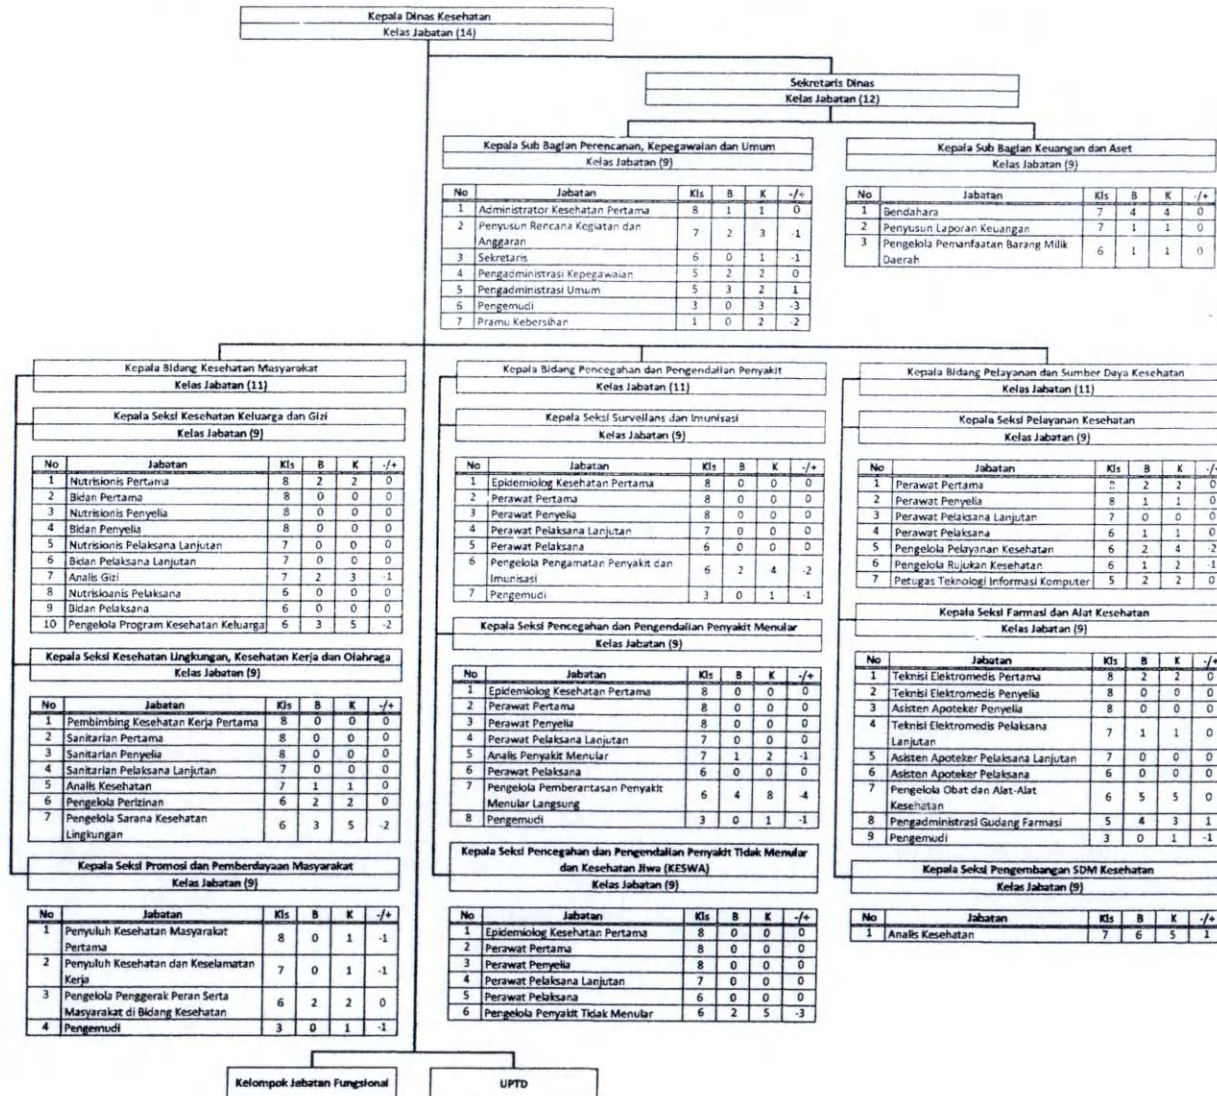 Kepala Dinas Kesehatan
Kelas Jabatan (14)
Sekretaris Dinas
Kelas Jabatan (12)
Kepala Sub Bagian Perencanan, Kepegawaian dan Umum
Kelas Jabatan (9)
No Jabatan Kls B K -/+
1 Administrator Kesehatan Pertama 8 1 1 0
2 Penyusun Rencana Kegiatan dan
Anggaran 7 2 3 -1
3 Sekretaris 6 0 1 -1
4 Pengadministrasi Kepegawaian 5 2 2 0
5 Pengadministrasi Umum 5 3 2 1
6 Pengemudi 3 0 3 -3
7 Pramu Kebersihan 1 0 2 -2
Kepala Sub Bagian Keuangan dan Aset
Kelas Jabatan (9)
No Jabatan Kls B K -/+
1 Bendahara 7 4 4 0
2 Penyusun Laporan Keuangan 7 1 1 0
3 Pengelola Pemanfaatan Barang Milik
Daerah 6 1 1 0
Kepala Bidang Kesehatan Masyarakat
Kelas Jabatan (11)
Kepala Seksi Kesehatan Keluarga dan Gizi
Kelas Jabatan (9)
No Jabatan Kls B K -/+
1 Nutrisionis Pertama 8 2 2 0
2 Bidan Pertama 8 0 0 0
3 Nutrisionis Penyelia 8 0 0 0
4 Bidan Penyelia 8 0 0 0
5 Nutrisionis Pelaksana Lanjutan 7 0 0 0
6 Bidan Pelaksana Lanjutan 7 0 0 0
7 Analis Gizi 7 2 3 -1
8 Nutrisioanis Pelaksana 6 0 0 0
9 Bidan Pelaksana 6 0 0 0
10 Pengelola Program Kesehatan Keluarga 6 3 5 -2
Kepala Seksi Kesehatan Lingkungan, Kesehatan Kerja dan Olahraga
Kelas Jabatan (9)
No Jabatan Kls B K -/+
1 Pembimbing Kesehatan Kerja Pertama 8 0 0 0
2 Sanitarian Pertama 8 0 0 0
3 Sanitarian Penyelia 8 0 0 0
4 Sanitarian Pelaksana Lanjutan 7 0 0 0
5 Analis Kesehatan 7 1 1 0
6 Pengelola Perizinan 6 2 2 0
7 Pengelola Sarana Kesehatan
Lingkungan 6 3 5 -2
Kepala Seksi Promosi dan Pemberdayaan Masyarakat
Kelas Jabatan (9)
No Jabatan Kls B K -/+
1 Penyuluh Kesehatan Masyarakat
Pertama 8 0 1 -1
2 Penyuluh Kesehatan dan Keselamatan
Kerja 7 0 1 -1
3 Pengelola Penggerak Peran Serta
Masyarakat di Bidang Kesehatan 6 2 2 0
4 Pengemudi 3 0 1 -1
Kepala Bidang Pencegahan dan Pengendalian Penyakit
Kelas Jabatan (11)
Kepala Seksi Surveilans dan Imunisasi
Kelas Jabatan (9)
No Jabatan Kls B K -/+
1 Epidemiolog Kesehatan Pertama 8 0 0 0
2 Perawat Pertama 8 0 0 0
3 Perawat Penyelia 8 0 0 0
4 Perawat Pelaksana Lanjutan 7 0 0 0
5 Perawat Pelaksana 6 0 0 0
6 Pengelola Pengamatan Penyakit dan
Imunisasi 6 2 4 -2
7 Pengemudi 3 0 1 -1
Kepala Seksi Pencegahan dan Pengendalian Penyakit Menular
Kelas Jabatan (9)
No Jabatan Kls B K -/+
1 Epidemiolog Kesehatan Pertama 8 0 0 0
2 Perawat Pertama 8 0 0 0
3 Perawat Penyelia 8 0 0 0
4 Perawat Pelaksana Lanjutan 7 0 0 0
5 Analis Penyakit Menular 7 1 2 -1
6 Perawat Pelaksana 6 0 0 0
7 Pengelola Pemberantasan Penyakit
Menular Langsung 6 4 8 -4
8 Pengemudi 3 0 1 -1
Kepala Seksi Pencegahan dan Pengendalian Penyakit Tidak Menular
dan Kesehatan Jiwa (KESWA)
Kelas Jabatan (9)
No Jabatan Kls B K -/+
1 Epidemiolog Kesehatan Pertama 8 0 0 0
2 Perawat Pertama 8 0 0 0
3 Perawat Penyelia 8 0 0 0
4 Perawat Pelaksana Lanjutan 7 0 0 0
5 Perawat Pelaksana 6 0 0 0
6 Pengelola Penyakit Tidak Menular 6 2 5 -3
Kepala Bidang Pelayanan dan Sumber Daya Kesehatan
Kelas Jabatan (11)
Kepala Seksi Pelayanan Kesehatan
Kelas Jabatan (9)
No Jabatan Kls B K -/+
1 Perawat Pertama 8 2 2 0
2 Perawat Penyelia 8 1 1 0
3 Perawat Pelaksana Lanjutan 7 0 0 0
4 Perawat Pelaksana 6 1 1 0
5 Pengelola Pelayanan Kesehatan 6 2 4 -2
6 Pengelola Rujukan Kesehatan 6 1 2 -1
7 Petugas Teknologi Informasi Komputer 5 2 2 0
Kepala Seksi Farmasi dan Alat Kesehatan
Kelas Jabatan (9)
No Jabatan Kls B K -/+
1 Teknisi Elektromedis Pertama 8 2 2 0
2 Teknisi Elektromedis Penyelia 8 0 0 0
3 Asisten Apoteker Penyelia 8 0 0 0
4 Teknisi Elektromedis Pelaksana
Lanjutan 7 1 1 0
5 Asisten Apoteker Pelaksana Lanjutan 7 0 0 0
6 Asisten Apoteker Pelaksana 6 0 0 0
7 Pengelola Obat dan Alat-Alat
Kesehatan 6 5 5 0
8 Pengadministrasi Gudang Farmasi 5 4 3 1
9 Pengemudi 3 0 1 -1
Kepala Seksi Pengembangan SDM Kesehatan
Kelas Jabatan (9)
No Jabatan Kls B K -/+
1 Analis Kesehatan 7 6 5 1
Kelompok Jabatan Fungsional
UPTD